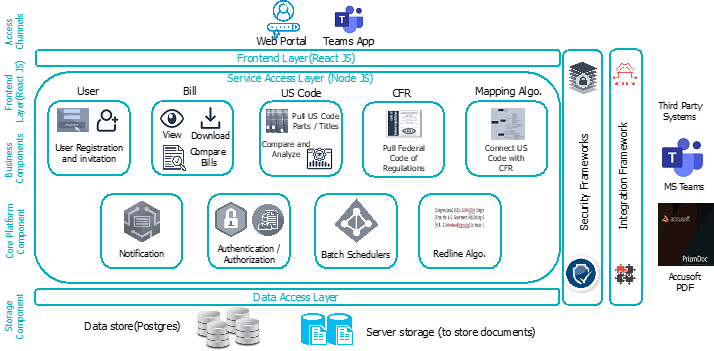 Access
Channels
Web Portal
Teams App
Frontend Layer(React JS)
Frontend
Layer(React JS)
Service Access Layer (Node JS)
User
Bill
US Code
CFR
Mapping Algo.
Business
Components
User Registration
and invitation
View
Download
Compare
Bills
Pull US Code
Parts / Titles
Compare and
Analyze
Pull Federal
Code of
Regulations
Connect US
Code with
CFR
Core Platform
Component
Notification
Authentication /
Authorization
Batch Schedulers
Redline Algo.
Security Frameworks
Integration Framework
Third Party
Systems
MS Teams
accusoft
PrizmDoc
Accusoft
PDF
Data Access Layer
Storage
Component
Data store(Postgres)
Server storage (to store documents)